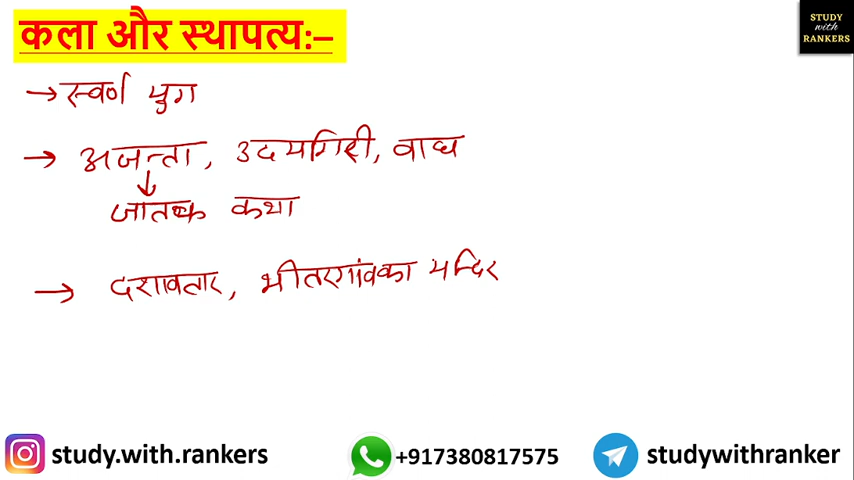 कला और स्थापत्य:–
STUDY
with
RANKERS
→ स्वर्ण युग
→ अजन्ता, उदयगिरी, वाघ
↓
जातक कथा
→ दशावतार, भीतरगांवका मन्दिर
study.with.rankers
+917380817575
studywithranker